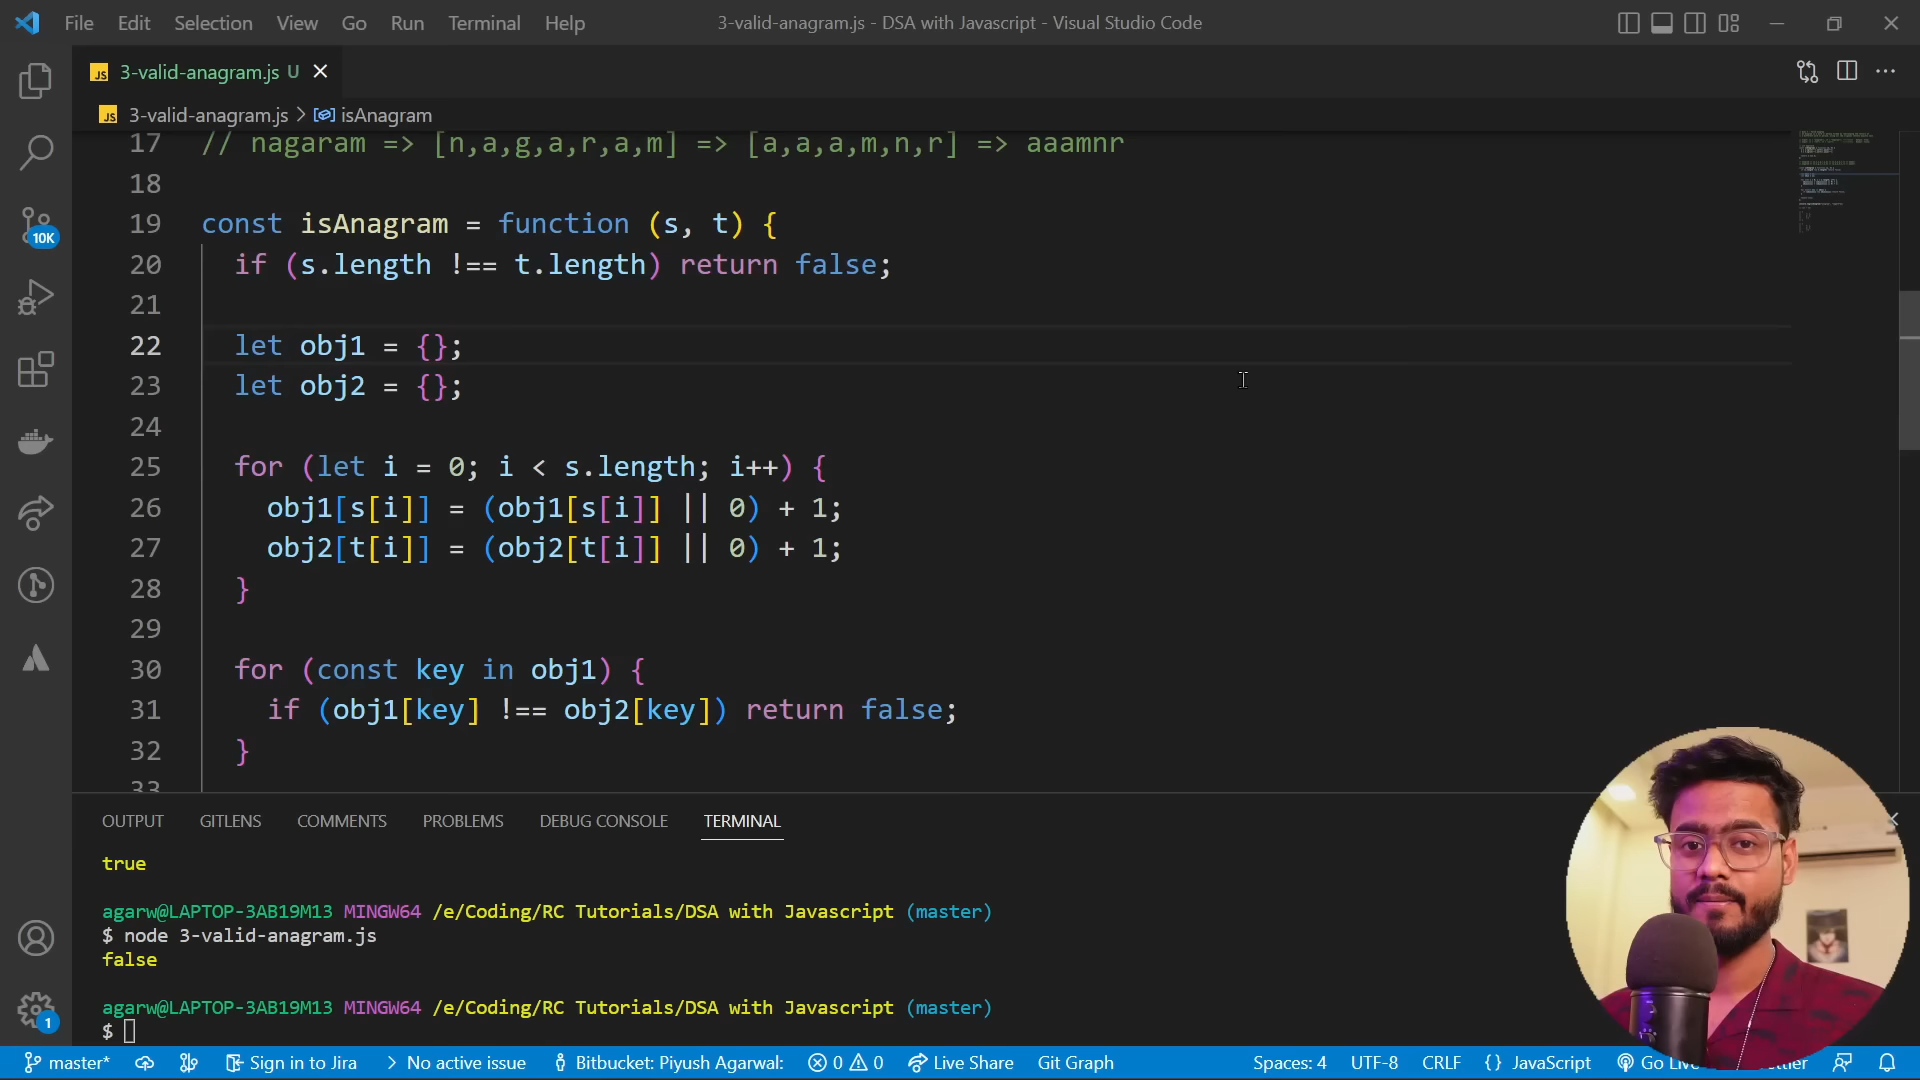 File Edit Selection View Go Run Terminal Help 3-valid-anagram.js - DSA with Javascript - Visual Studio Code
JS 3-valid-anagram.js U
JS 3-valid-anagram.js > isAnagram
17 // nagaram => [n,a,g,a,r,a,m] => [a,a,a,m,n,r] => aaamnr
18
19 const isAnagram = function (s, t) {
20 if (s.length !== t.length) return false;
21
22 let obj1 = {};
23 let obj2 = {};
24
25 for (let i = 0; i < s.length; i++) {
26 obj1[s[i]] = (obj1[s[i]] || 0) + 1;
27 obj2[t[i]] = (obj2[t[i]] || 0) + 1;
28 }
29
30 for (const key in obj1) {
31 if (obj1[key] !== obj2[key]) return false;
32 }
33
10K
OUTPUT GITLENS COMMENTS PROBLEMS DEBUG CONSOLE TERMINAL
true
agarw@LAPTOP-3AB19M13 MINGW64 /e/Coding/RC Tutorials/DSA with Javascript (master)
$ node 3-valid-anagram.js
false
agarw@LAPTOP-3AB19M13 MINGW64 /e/Coding/RC Tutorials/DSA with Javascript (master)
$
1
master* Sign in to Jira > No active issue Bitbucket: Piyush Agarwal: 0 0 Live Share Git Graph Spaces: 4 UTF-8 CRLF {} JavaScript Go